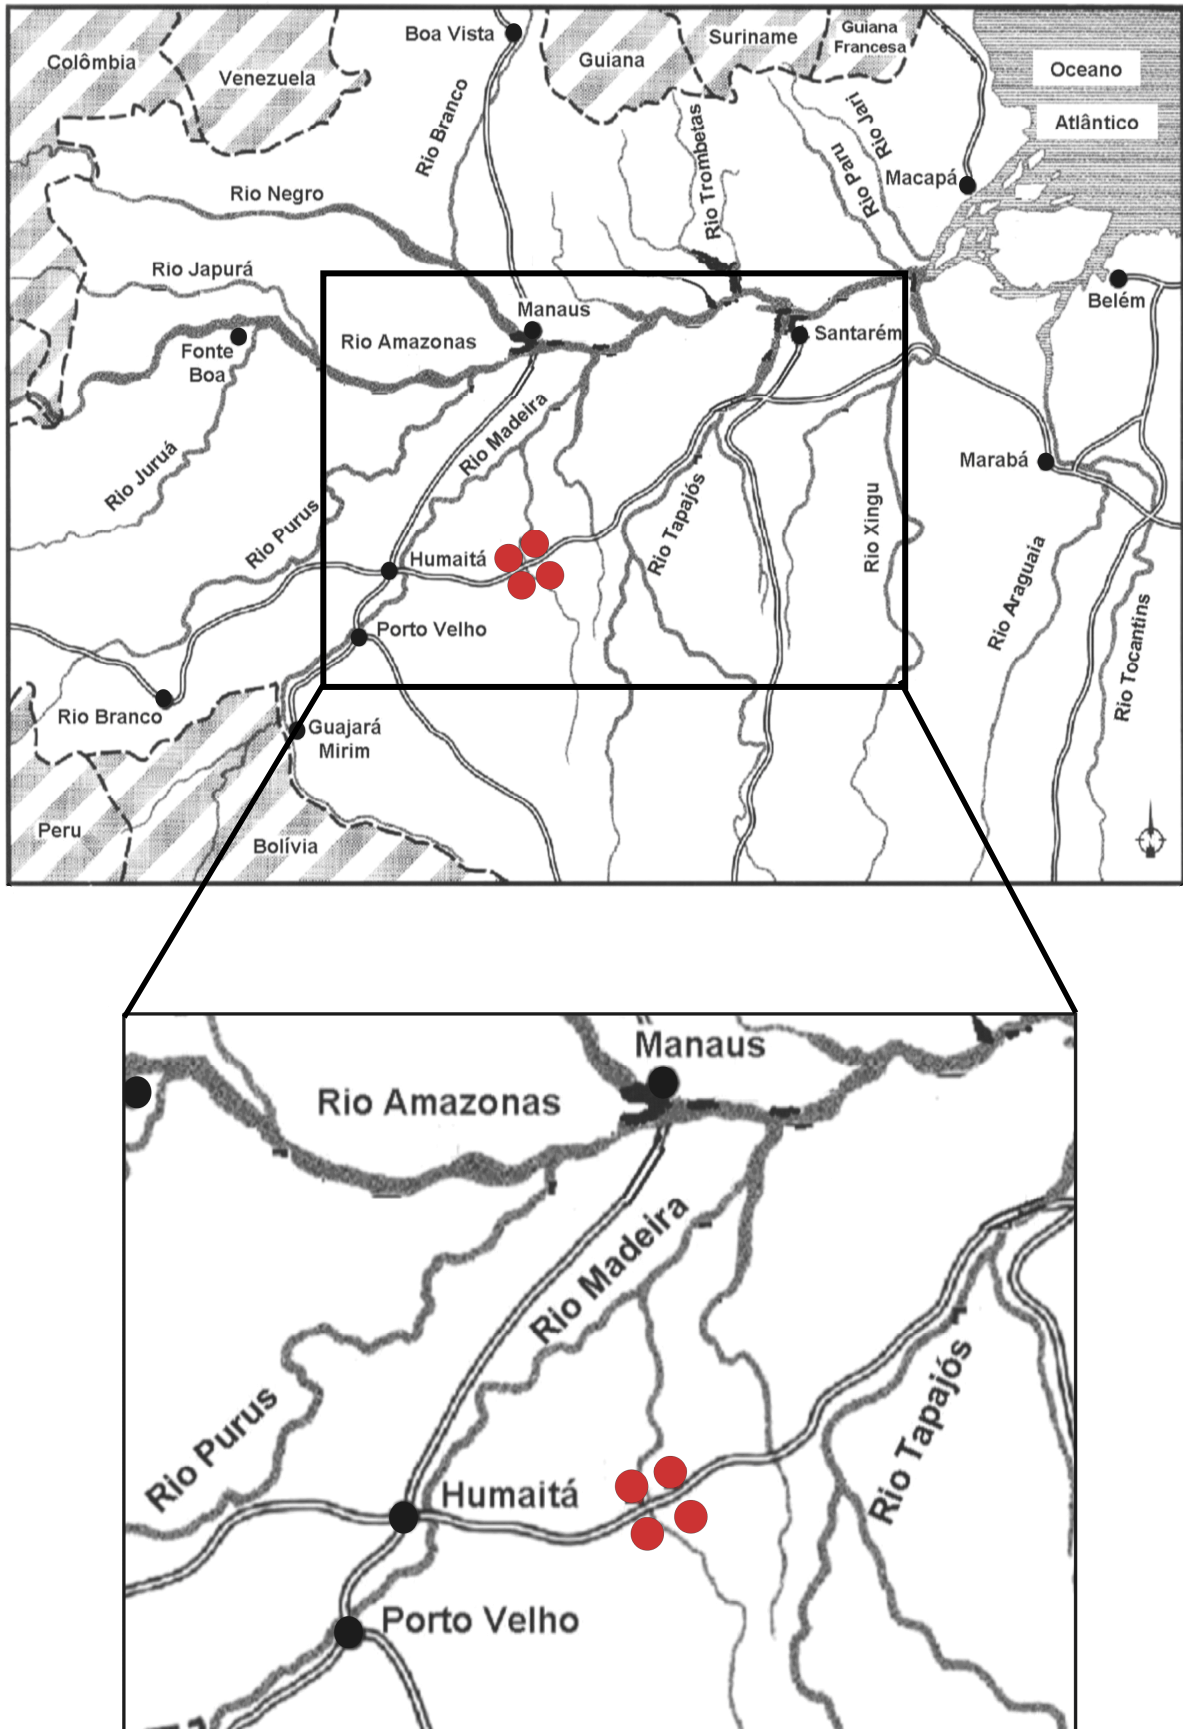 Boa Vista
Colômbia
Venezuela
Guiana
Suriname
Guiana
Francesa
Oceano
Atlântico
Rio Branco
Rio Trombetas
Rio Paru
Rio Jari
Macapá
Rio Negro
Rio Japurá
Belém
Manaus
Santarém
Rio Amazonas
Fonte
Boa
Rio Madeira
Rio Juruá
Rio Purus
Marabá
Rio Tapajós
Rio Xingu
Humaitá
Rio Araguaia
Rio Tocantins
Porto Velho
Rio Branco
Guajará
Mirim
Peru
Bolívia
Manaus
Rio Amazonas
Rio Madeira
Rio Purus
Rio Tapajós
Humaitá
Porto Velho